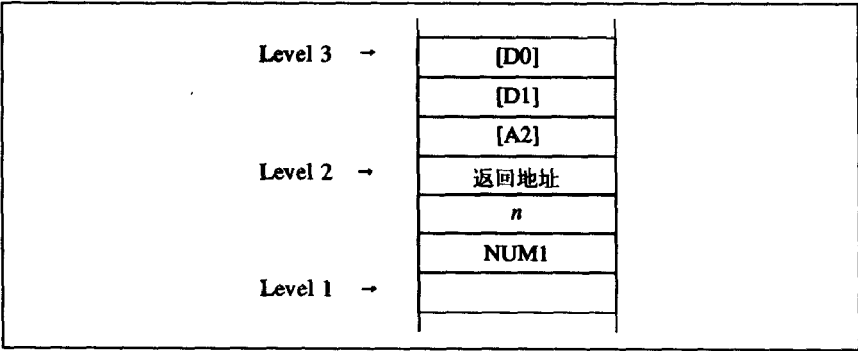 Level 3 → [D0]
[D1]
[A2]
Level 2 → 返回地址
n
NUM1
Level 1 →